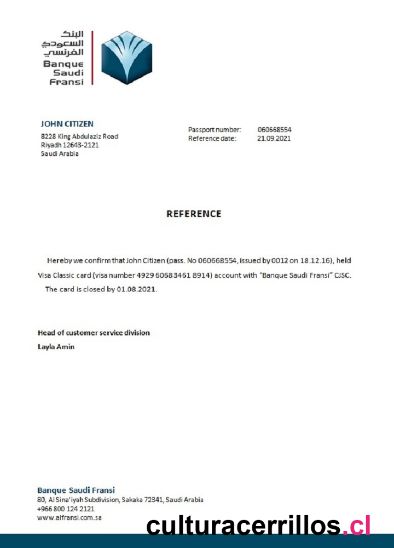 البنك
السعودي
الفرنسي
Banque
Saudi
Fransi
JOHN CITIZEN
8228 King Abdulaziz Road
Riyadh 12643-2121
Saudi Arabia
Passport number: 060668554
Reference date: 21.09.2021
REFERENCE
Hereby we confirm that John Citizen (pass. No 060668554, issued by 0012 on 18.12.16), held
Visa Classic card (visa number 4929 6068 3461 8914) account with "Banque Saudi Fransi" CJSC.
The card is closed by 01.08.2021.
Head of customer service division
Layla Amin
Banque Saudi Fransi
80, Al Sina'iyah Subdivision, Sakaka 72341, Saudi Arabia
+966 800 124 2121
www.alfransi.com.sa
culturacerrillos.cl